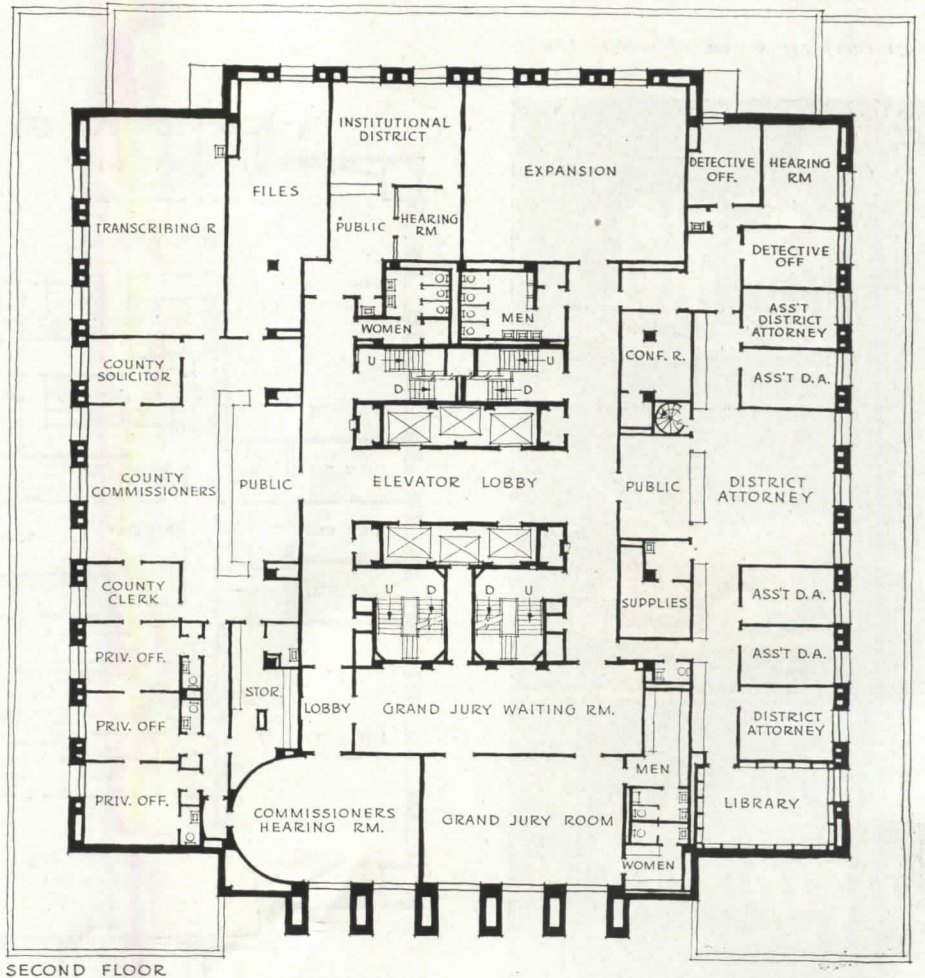 INSTITUTIONAL
DISTRICT
FILES
EXPANSION
DETECTIVE
OFF.
HEARING
RM
TRANSCRIBING R
PUBLIC
HEARING
RM
DETECTIVE
OFF
WOMEN
MEN
ASS'T
DISTRICT
ATTORNEY
COUNTY
SOLICITOR
U
U
CONF. R.
D
D
ASS'T D.A.
COUNTY
COMMISSIONERS
PUBLIC
ELEVATOR LOBBY
PUBLIC
DISTRICT
ATTORNEY
COUNTY
CLERK
U
D
D
U
SUPPLIES
ASS'T D.A.
PRIV. OFF.
ASS'T D.A.
STOR.
LOBBY
GRAND JURY WAITING RM.
PRIV. OFF
DISTRICT
ATTORNEY
MEN
PRIV. OFF.
COMMISSIONERS
HEARING RM.
GRAND JURY ROOM
LIBRARY
WOMEN
SECOND FLOOR